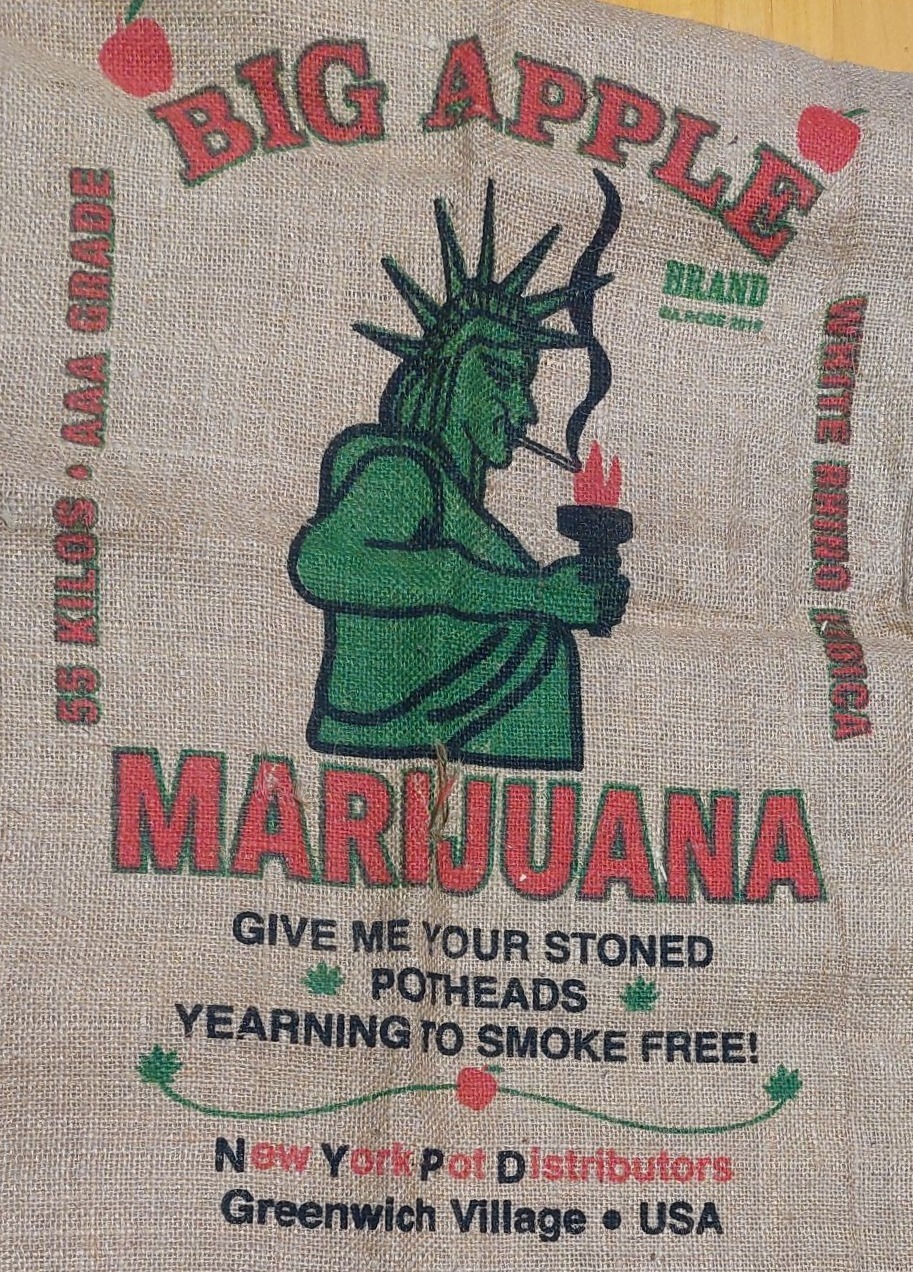 BIG APPLE
BRAND
55 KILOS • AAA GRADE
WHITE RHINO
MARIJUANA
GIVE ME YOUR STONED
POTHEADS
YEARNING TO SMOKE FREE!
New York Pot Distributors
Greenwich Village • USA